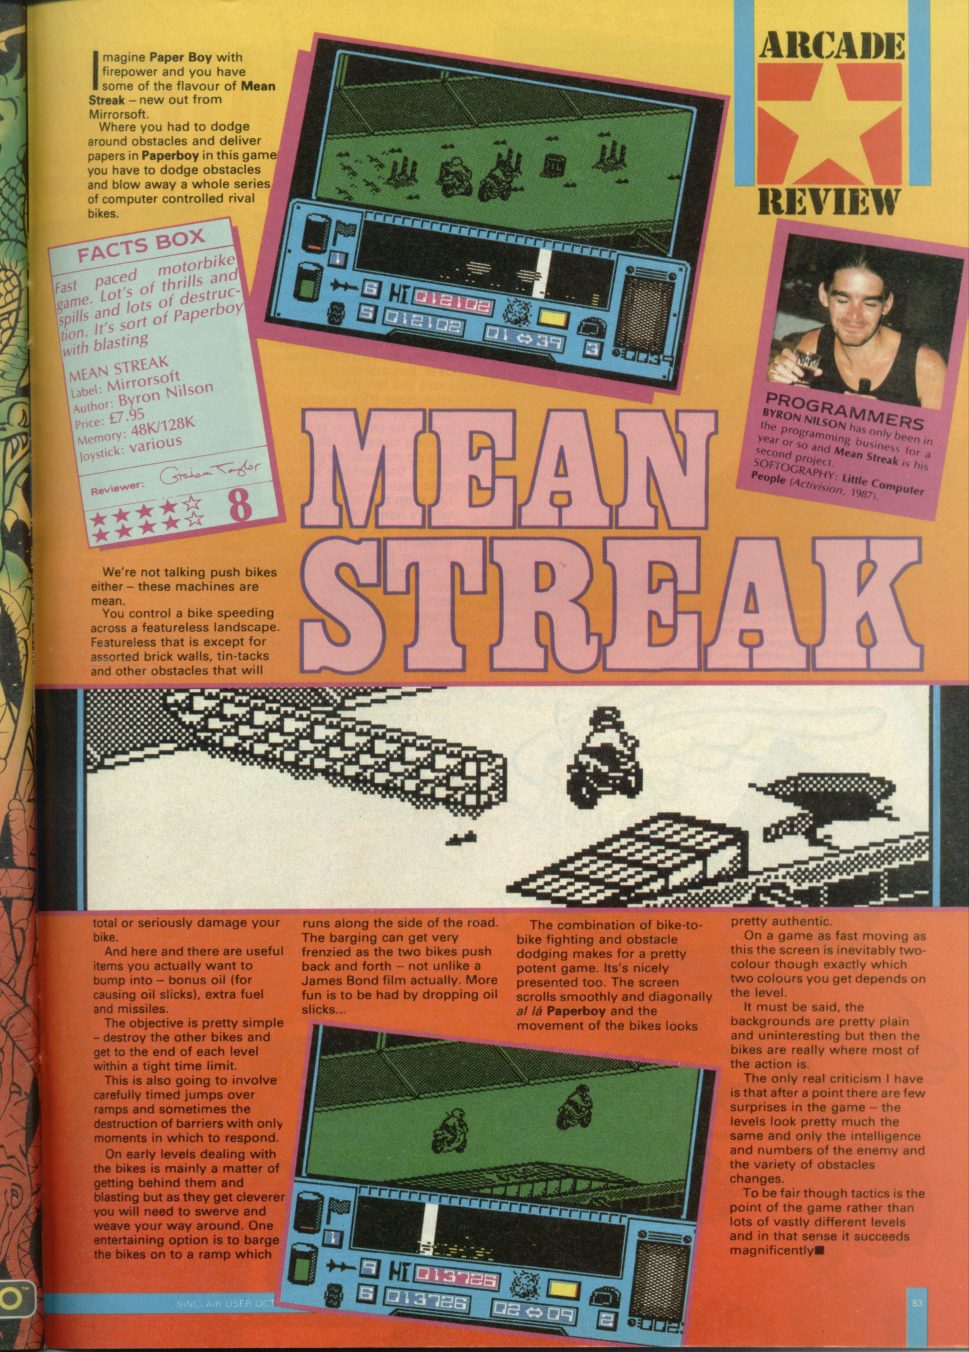 ARCADE
REVIEW
Imagine Paper Boy with
firepower and you have
some of the flavour of Mean
Streak – new out from
Mirrorsoft.
Where you had to dodge
around obstacles and deliver
papers in Paperboy in this game
you have to dodge obstacles
and blow away a whole series
of computer controlled rival
bikes.
FACTS BOX
Fast paced motorbike
game. Lot's of thrills and
spills and lots of destruc-
tion. It's sort of Paperboy
with blasting
MEAN STREAK
Label: Mirrorsoft
Author: Byron Nilson
Price: £7.95
Memory: 48K/128K
Joystick: various
Reviewer: Graham Taylor
8
HI 012102
012102
01 39
6
5
3
1
PROGRAMMERS
BYRON NILSON has only been in
the programming business for a
year or so and Mean Streak is his
second project.
SOFTOGRAPHY: Little Computer
People (Activision, 1987).
MEAN
STREAK
We're not talking push bikes
either – these machines are
mean.
You control a bike speeding
across a featureless landscape.
Featureless that is except for
assorted brick walls, tin-tacks
and other obstacles that will
total or seriously damage your
bike.
And here and there are useful
items you actually want to
bump into – bonus oil (for
causing oil slicks), extra fuel
and missiles.
The objective is pretty simple
– destroy the other bikes and
get to the end of each level
within a tight time limit.
This is also going to involve
carefully timed jumps over
ramps and sometimes the
destruction of barriers with only
moments in which to respond.
On early levels dealing with
the bikes is mainly a matter of
getting behind them and
blasting but as they get cleverer
you will need to swerve and
weave your way around. One
entertaining option is to barge
the bikes on to a ramp which
runs along the side of the road.
The barging can get very
frenzied as the two bikes push
back and forth – not unlike a
James Bond film actually. More
fun is to be had by dropping oil
slicks...
The combination of bike-to-
bike fighting and obstacle
dodging makes for a pretty
potent game. Its's nicely
presented too. The screen
scrolls smoothly and diagonally
al lá Paperboy and the
movement of the bikes looks
pretty authentic.
On a game as fast moving as
this the screen is inevitably two-
colour though exactly which
two colours you get depends on
the level.
It must be said, the
backgrounds are pretty plain
and uninteresting but then the
bikes are really where most of
the action is.
The only real criticism I have
is that after a point there are few
surprises in the game – the
levels look pretty much the
same and only the intelligence
and numbers of the enemy and
the variety of obstacles
changes.
To be fair though tactics is the
point of the game rather than
lots of vastly different levels
and in that sense it succeeds
magnificently
HI 013728
013728
02 09
9
6
2
1
SINCLAIR USER OCT
83